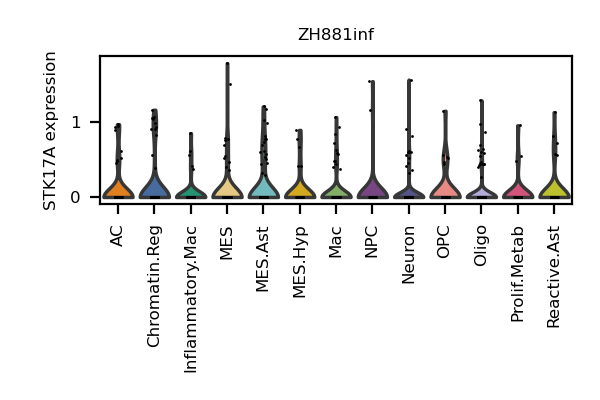 ZH881inf
STK17A expression
1
0
AC
Chromatin.Reg
Inflammatory.Mac
MES
MES.Ast
MES.Hyp
Mac
NPC
Neuron
OPC
Oligo
Prolif.Metab
Reactive.Ast